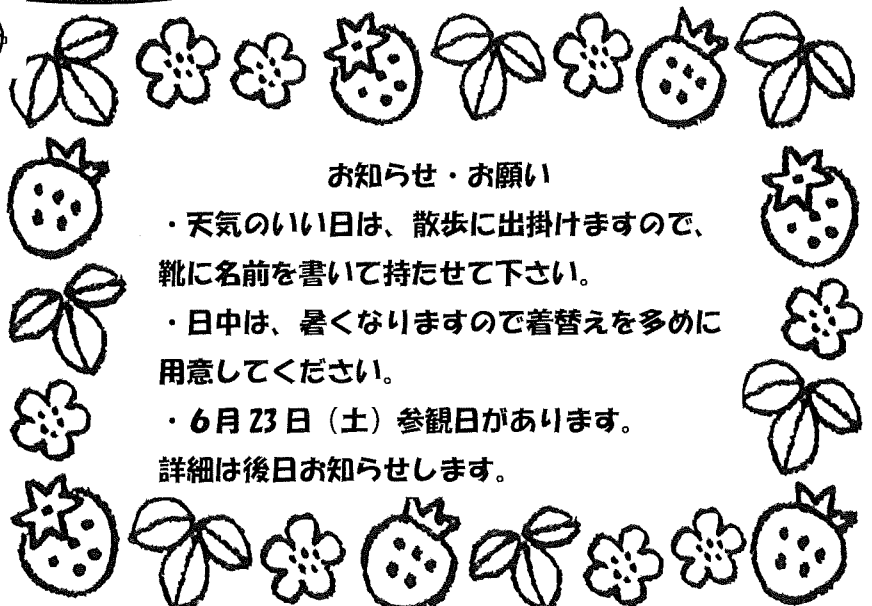 お知らせ・お願い
・天気のいい日は、散歩に出掛けますので、
靴に名前を書いて持たせて下さい。
・日中は、暑くなりますので着替えを多めに
用意してください。
・6月23日（土）参観日があります。
詳細は後日お知らせします。